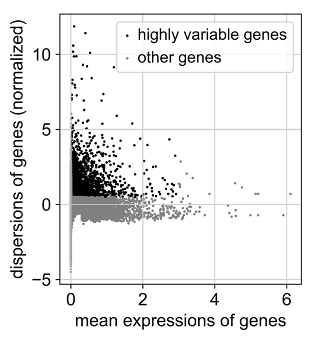 highly variable genes
other genes
dispersions of genes (normalized)
10
5
0
−5
0
2
4
6
mean expressions of genes